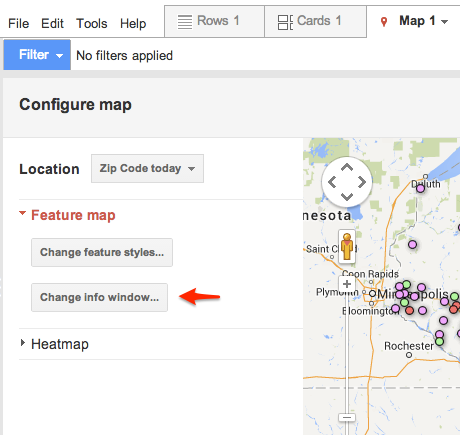 File Edit Tools Help Rows 1 Cards 1 Map 1
Filter No filters applied
Configure map
Location Zip Code today
Feature map
Change feature styles...
Change info window...
Heatmap
Duluth
nesota
Saint Cloud
Coon Rapids
Plymouth Minneapolis
Bloomington
Rochester